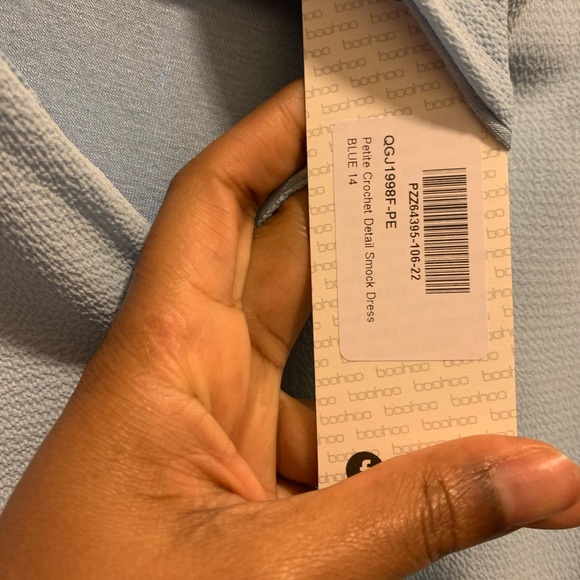 boohoo
PZZ64395-106-22
QGJ1998F-PE
Petite Crochet Detail Smock Dress
BLUE 14